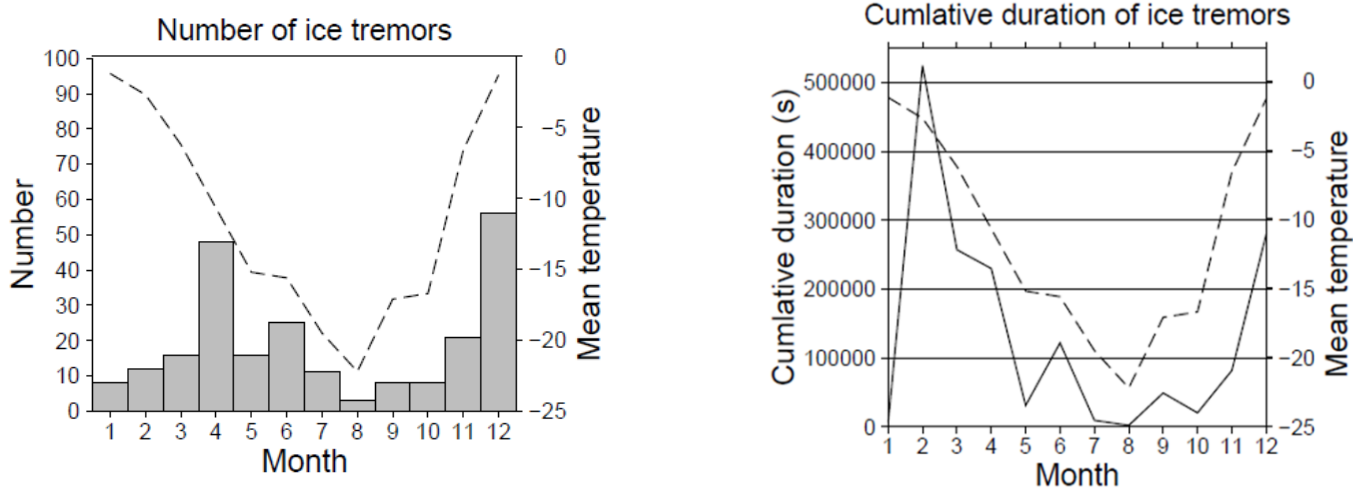 Number of ice tremors
100
90
80
70
60
50
40
30
20
10
0
Number
0
−5
−10
−15
−20
−25
Mean temperature
1 2 3 4 5 6 7 8 9 10 11 12
Month
Cumlative duration of ice tremors
500000
400000
300000
200000
100000
0
Cumlative duration (s)
0
−5
−10
−15
−20
−25
Mean temperature
1 2 3 4 5 6 7 8 9 10 11 12
Month